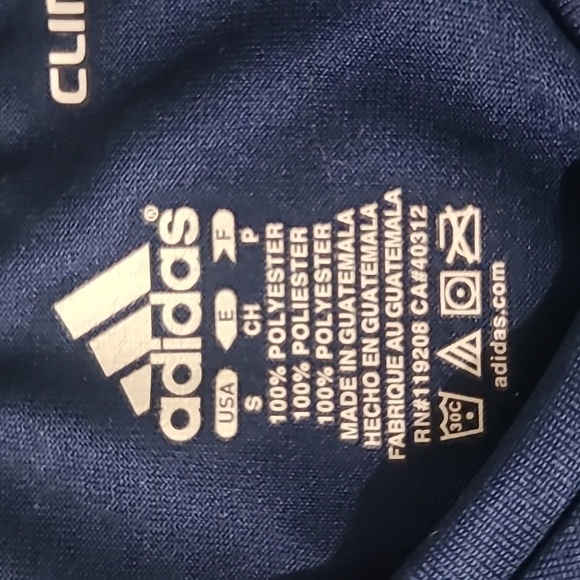 CLIM
adidas®
USA E F
S CH P
100% POLYESTER
100% POLIESTER
100% POLYESTER
MADE IN GUATEMALA
HECHO EN GUATEMALA
FABRIQUE AU GUATEMALA
RN#119208 CA#40312
30C
adidas.com